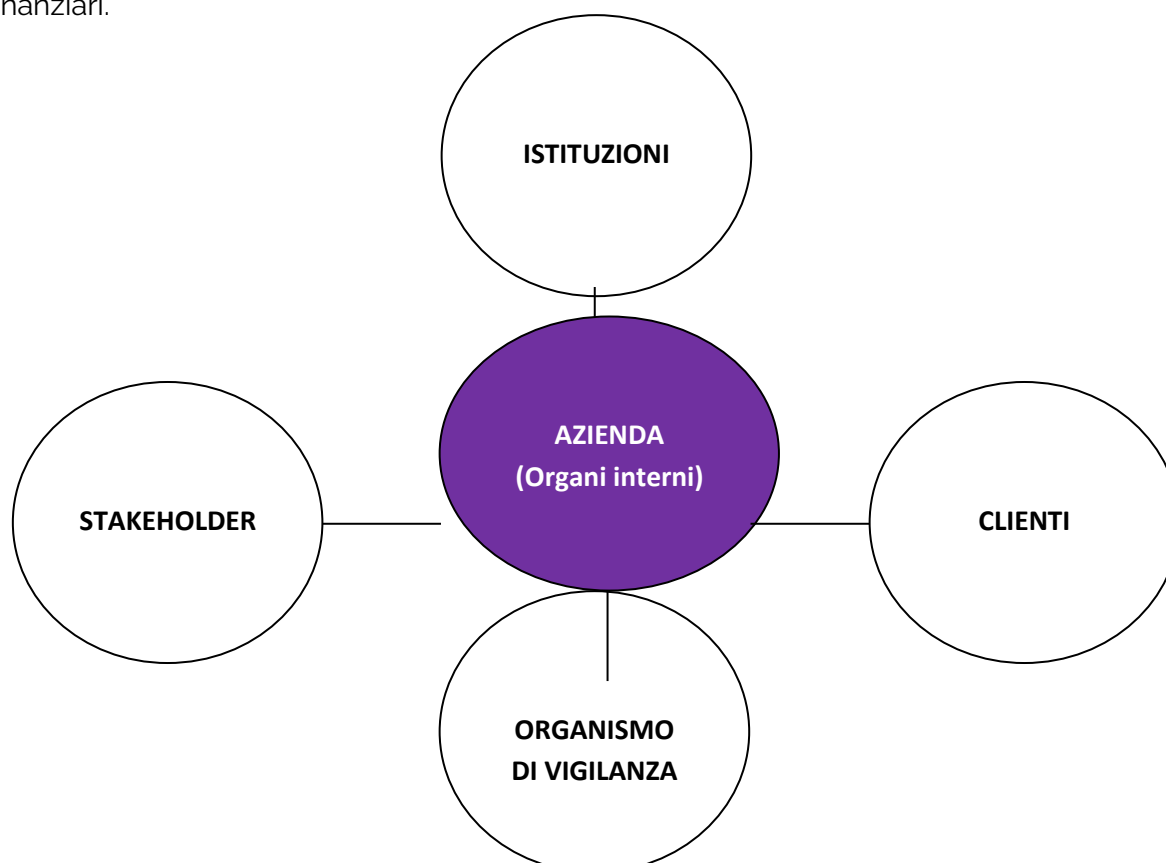 nanziari.
ISTITUZIONI
AZIENDA
(Organi interni)
STAKEHOLDER
CLIENTI
ORGANISMO
DI VIGILANZA